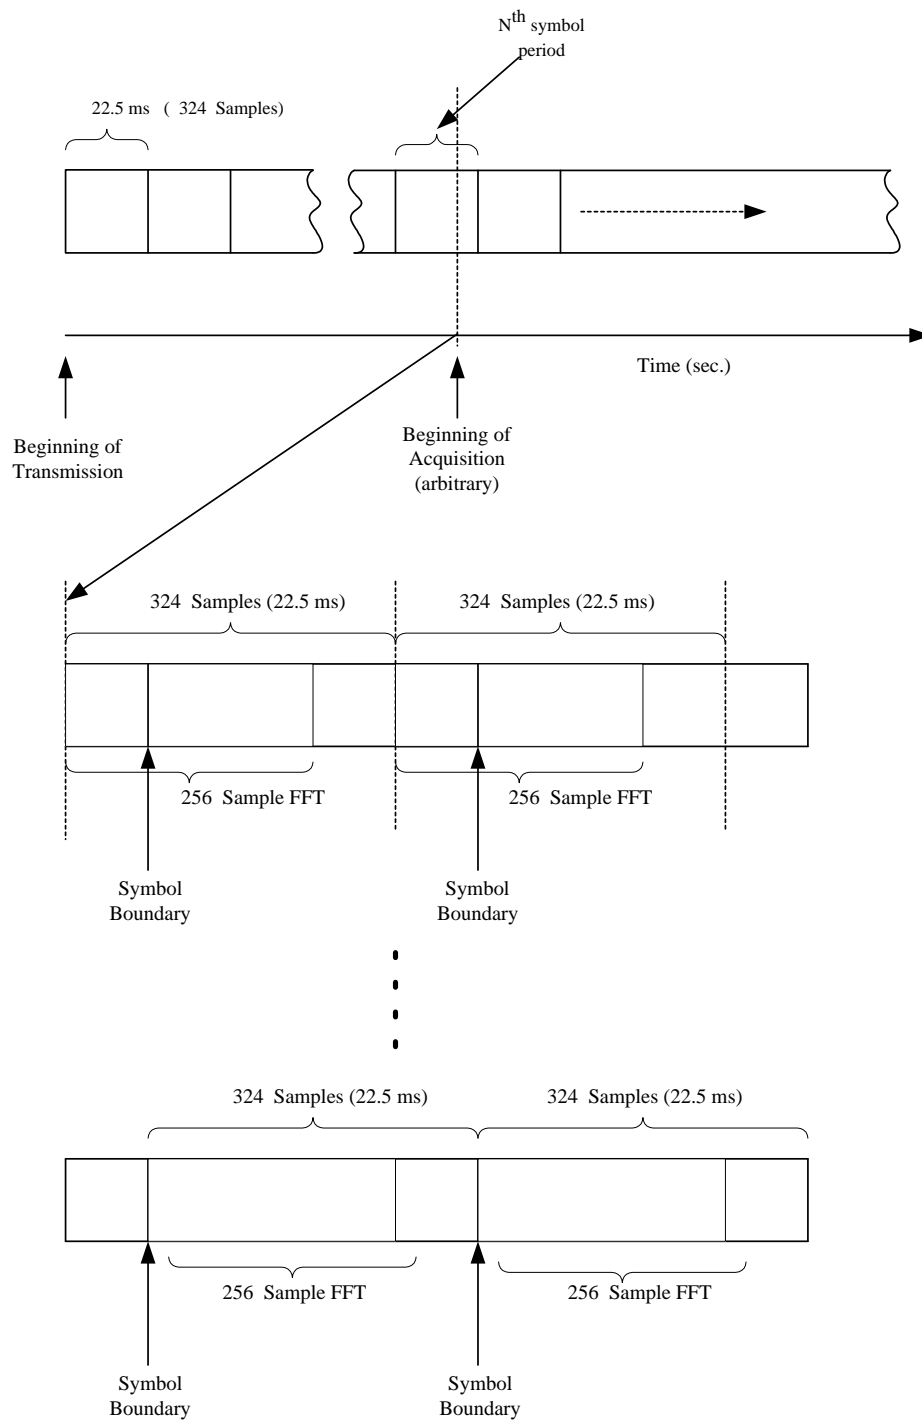 Nth symbol
period
22.5 ms ( 324 Samples)
Time (sec.)
Beginning of
Transmission
Beginning of
Acquisition
(arbitrary)
324 Samples (22.5 ms)
324 Samples (22.5 ms)
256 Sample FFT
256 Sample FFT
Symbol
Boundary
Symbol
Boundary
324 Samples (22.5 ms)
324 Samples (22.5 ms)
256 Sample FFT
256 Sample FFT
Symbol
Boundary
Symbol
Boundary